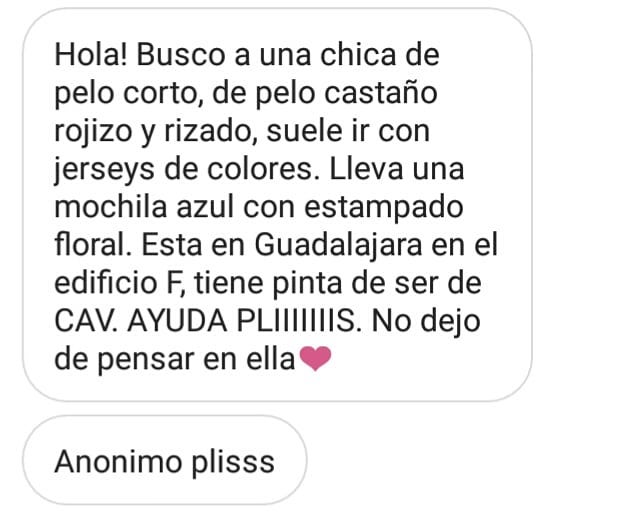 Hola! Busco a una chica de
pelo corto, de pelo castaño
rojizo y rizado, suele ir con
jerseys de colores. Lleva una
mochila azul con estampado
floral. Esta en Guadalajara en el
edificio F, tiene pinta de ser de
CAV. AYUDA PLIIIIIIIS. No dejo
de pensar en ella❤
Anonimo plisss